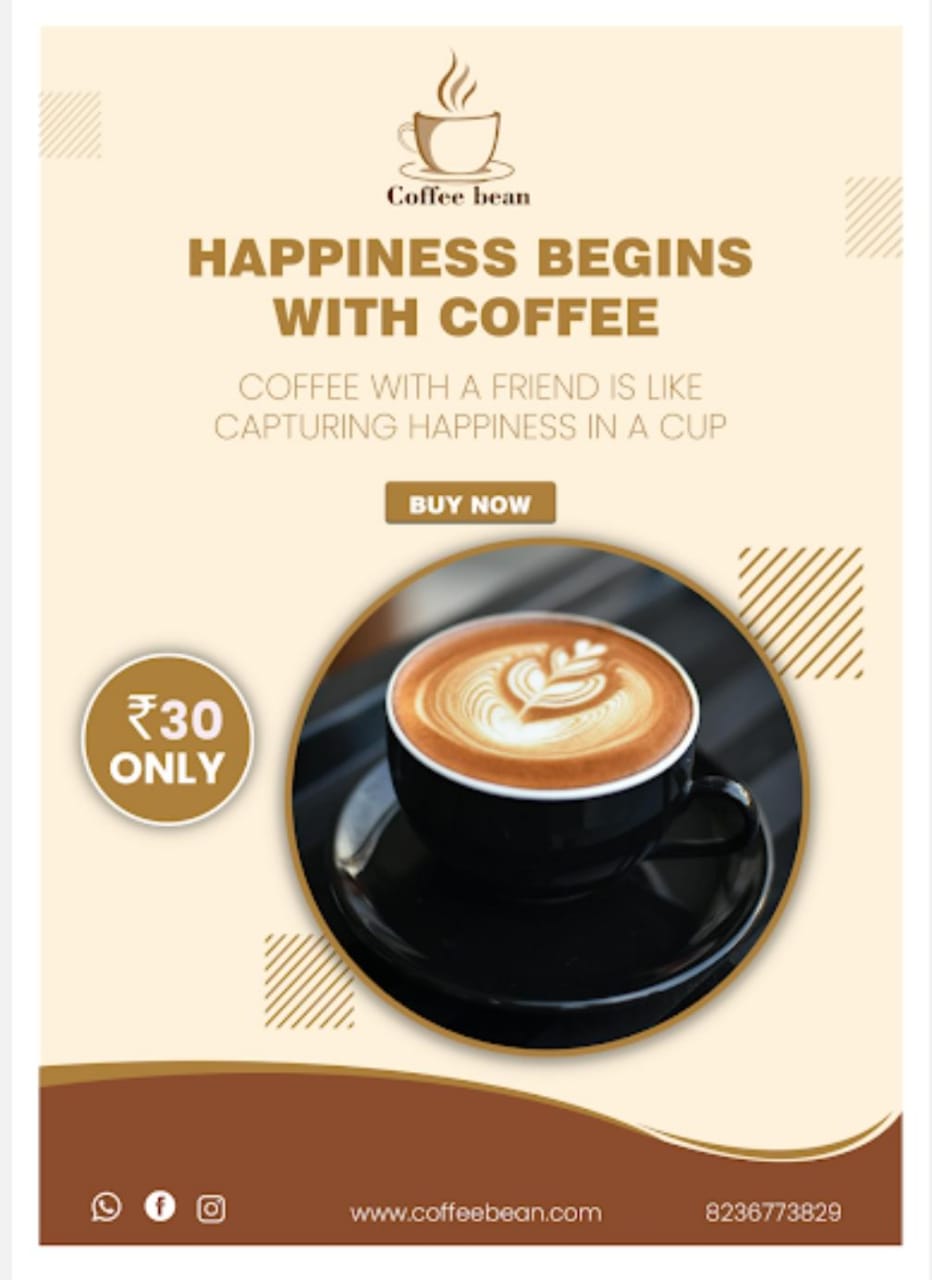 Coffee bean
HAPPINESS BEGINS
WITH COFFEE
COFFEE WITH A FRIEND IS LIKE
CAPTURING HAPPINESS IN A CUP
BUY NOW
₹30
ONLY
www.coffeebean.com
8236773829